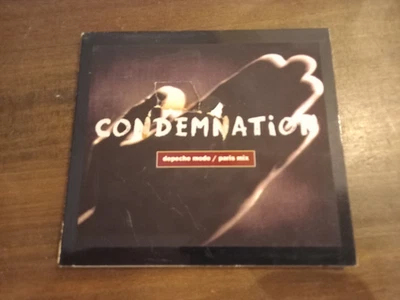 CONDEMNATiON
depeche mode / paris mix